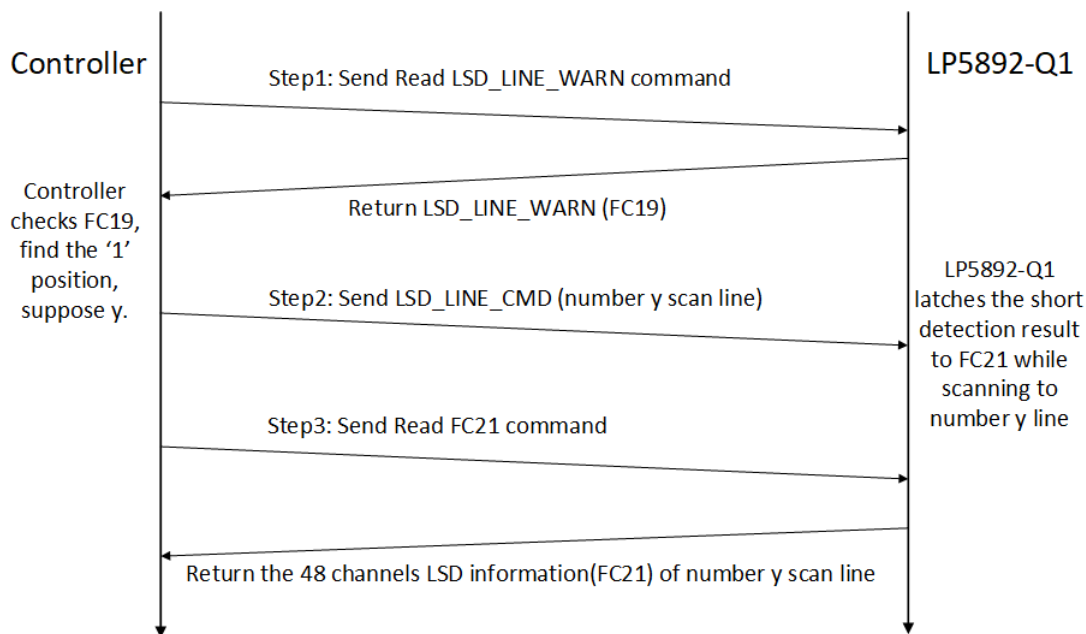 Controller
LP5892-Q1
Step1: Send Read LSD_LINE_WARN command
Return LSD_LINE_WARN (FC19)
Controller
checks FC19,
find the ‘1’
position,
suppose y.
Step2: Send LSD_LINE_CMD (number y scan line)
LP5892-Q1
latches the short
detection result
to FC21 while
scanning to
number y line
Step3: Send Read FC21 command
Return the 48 channels LSD information(FC21) of number y scan line